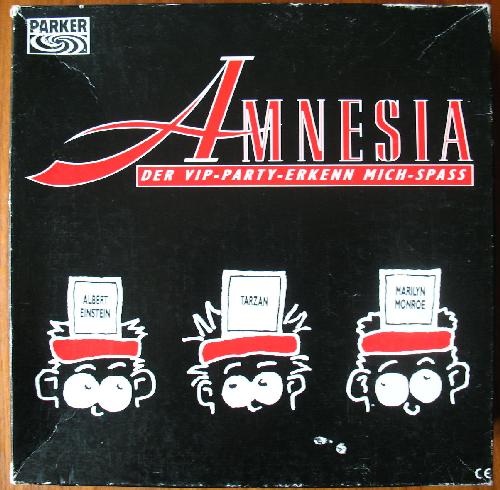 PARKER
AMNESIA
DER VIP-PARTY-ERKENN MICH-SPASS
ALBERT
EINSTEIN
TARZAN
MARILYN
MONROE
CE